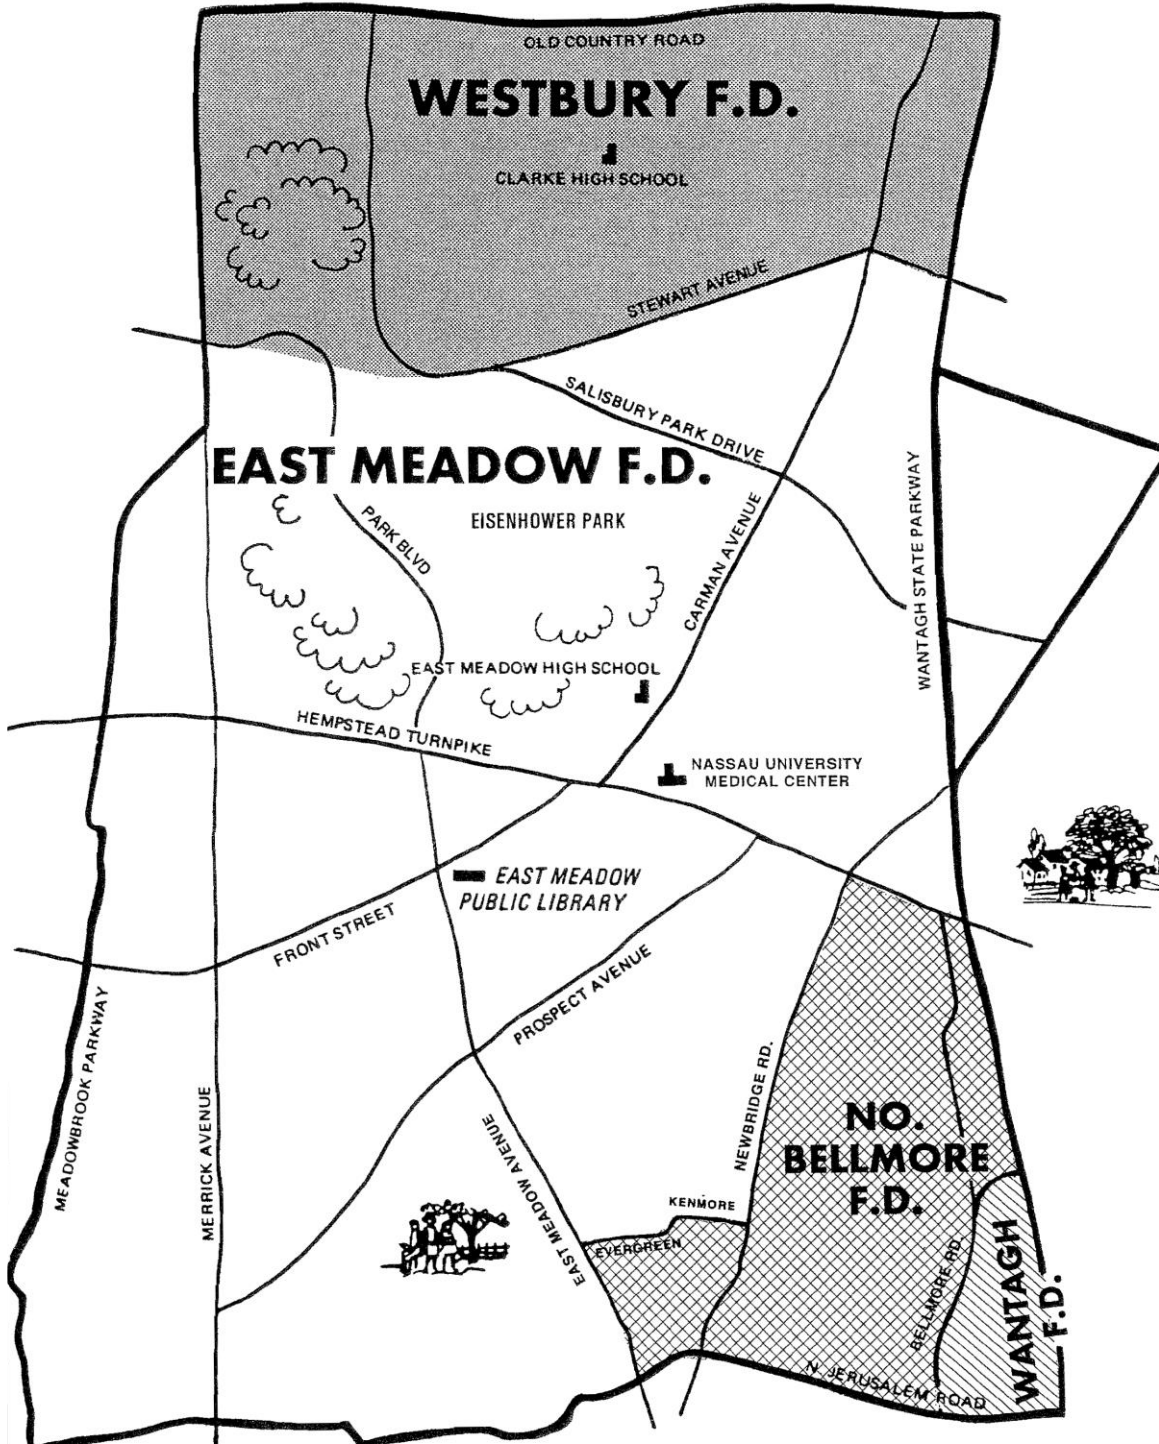 OLD COUNTRY ROAD
WESTBURY F.D.
CLARKE HIGH SCHOOL
STEWART AVENUE
SALISBURY PARK DRIVE
EAST MEADOW F.D.
EISENHOWER PARK
PARK BLVD
CARMAN AVENUE
WANTAGH STATE PARKWAY
EAST MEADOW HIGH SCHOOL
HEMPSTEAD TURNPIKE
NASSAU UNIVERSITY
MEDICAL CENTER
EAST MEADOW
PUBLIC LIBRARY
FRONT STREET
PROSPECT AVENUE
MEADOWBROOK PARKWAY
MERRICK AVENUE
EAST MEADOW AVENUE
NEWBRIDGE RD.
NO.
BELLMORE
F.D.
KENMORE
EVERGREEN
BELLMORE RD.
WANTAGH
F.D.
N. JERUSALEM ROAD